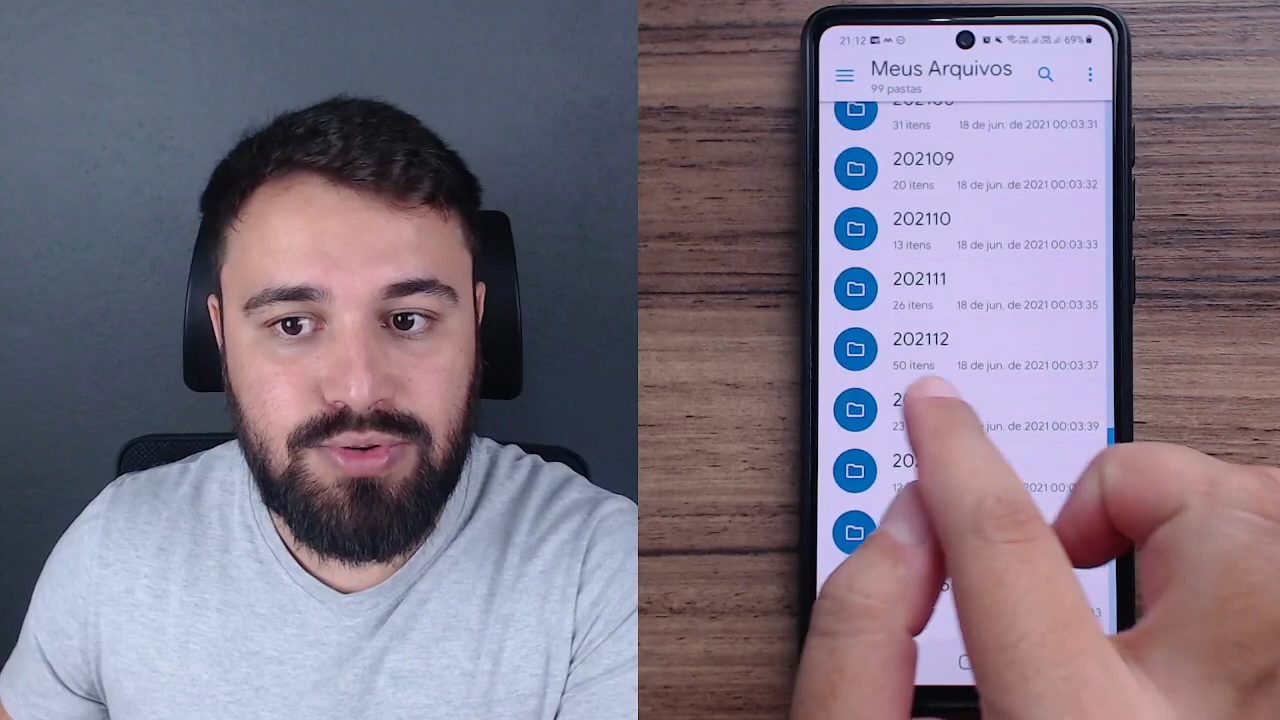 21:12
69%
Meus Arquivos
99 pastas
31 itens 18 de jun. de 2021 00:03:31
202109
20 itens 18 de jun. de 2021 00:03:32
202110
13 itens 18 de jun. de 2021 00:03:33
202111
26 itens 18 de jun. de 2021 00:03:35
202112
50 itens 18 de jun. de 2021 00:03:37
jun. de 2021 00:03:39